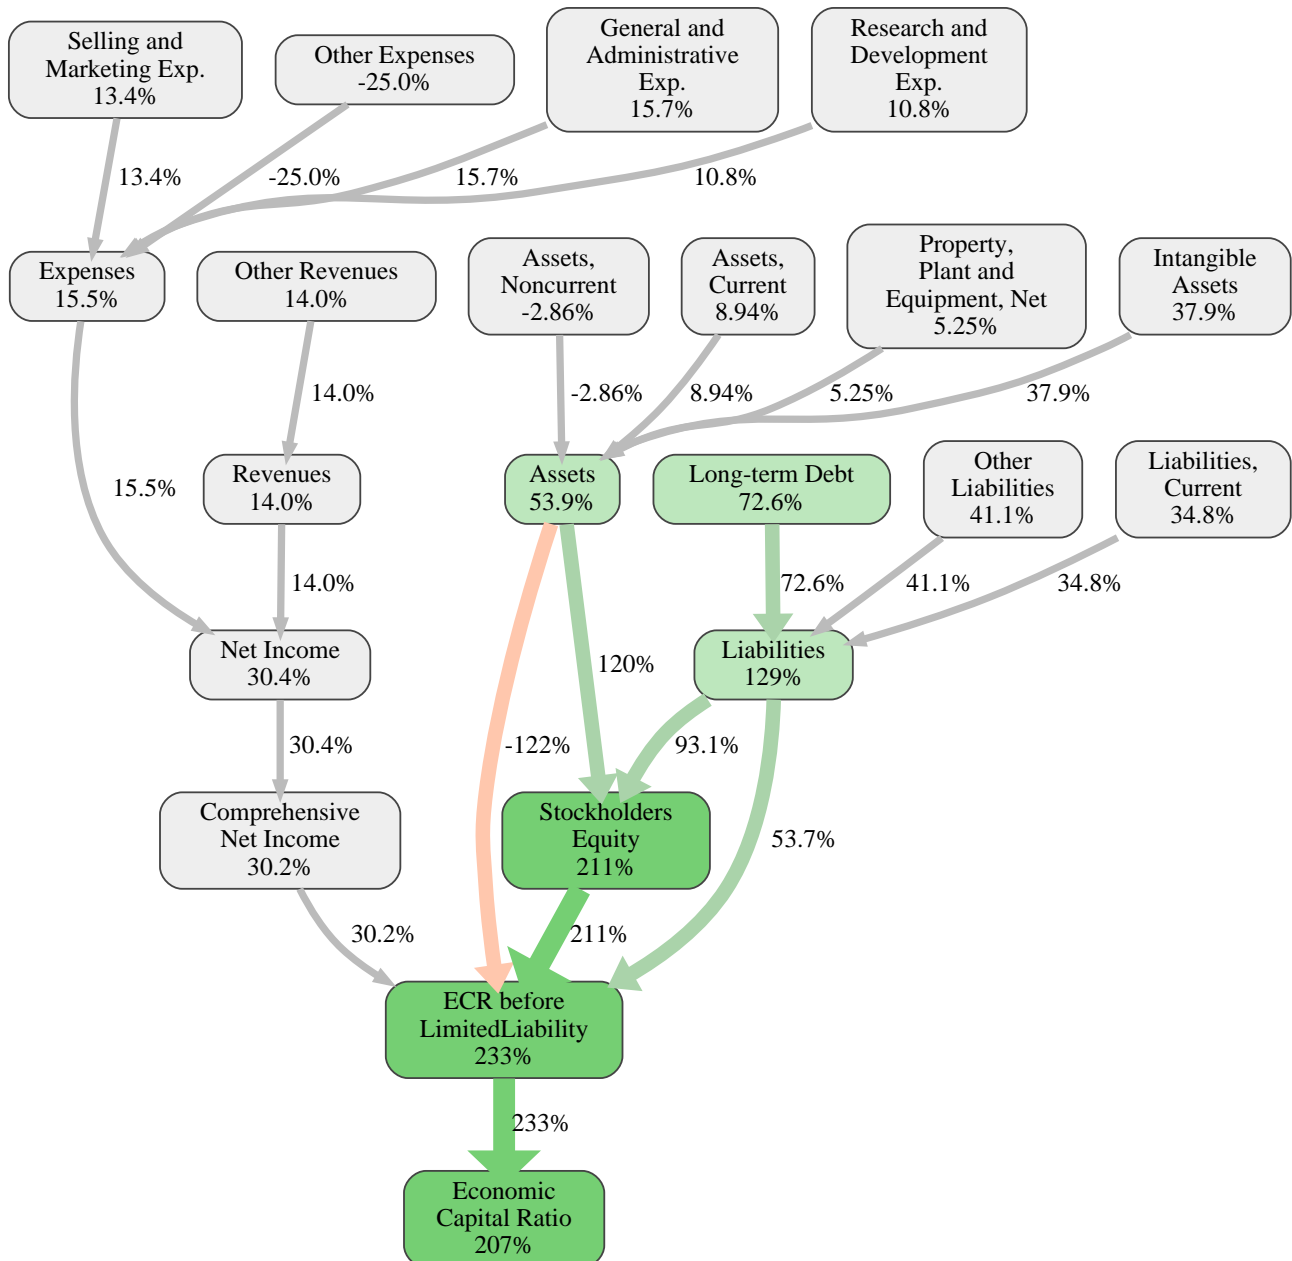 Selling and
Marketing Exp.
13.4%
Other Expenses
-25.0%
General and
Administrative
Exp.
15.7%
Research and
Development
Exp.
10.8%
13.4%
-25.0%
15.7%
10.8%
Expenses
15.5%
Other Revenues
14.0%
Assets,
Noncurrent
-2.86%
Assets,
Current
8.94%
Property,
Plant and
Equipment, Net
5.25%
Intangible
Assets
37.9%
14.0%
-2.86%
8.94%
5.25%
37.9%
15.5%
Revenues
14.0%
Assets
53.9%
Long-term Debt
72.6%
Other
Liabilities
41.1%
Liabilities,
Current
34.8%
14.0%
72.6%
41.1%
34.8%
Net Income
30.4%
120%
Liabilities
129%
30.4%
-122%
93.1%
Comprehensive
Net Income
30.2%
Stockholders
Equity
211%
53.7%
30.2%
211%
ECR before
LimitedLiability
233%
233%
Economic
Capital Ratio
207%